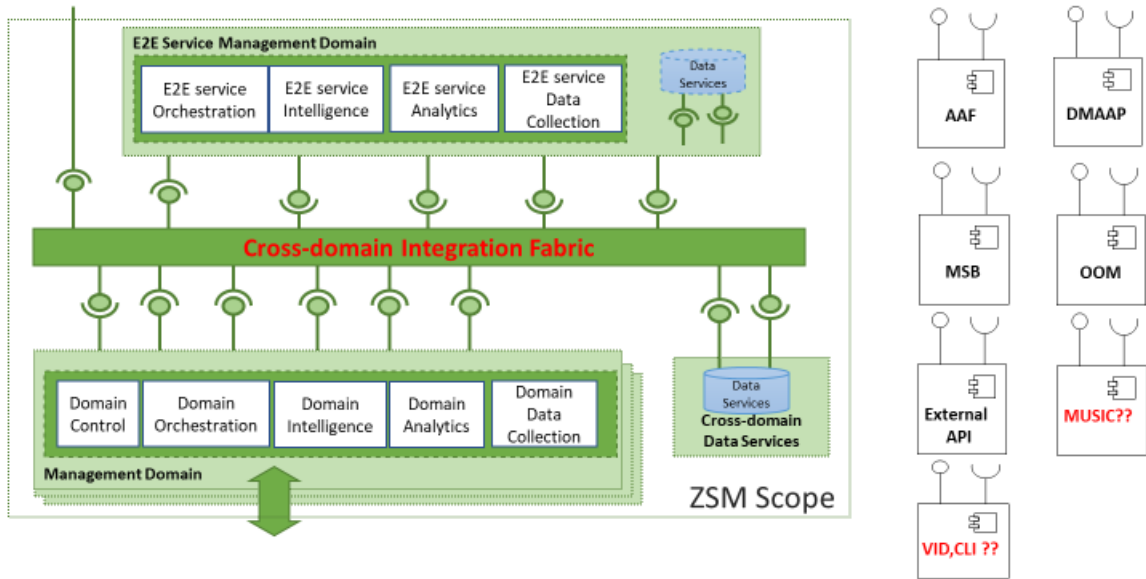 E2E Service Management Domain
E2E service
Orchestration
E2E service
Intelligence
E2E service
Analytics
E2E service
Data
Collection
Data
Services
Cross-domain Integration Fabric
Domain
Control
Domain
Orchestration
Domain
Intelligence
Domain
Analytics
Domain
Data
Collection
Management Domain
Data
Services
Cross-domain
Data Services
ZSM Scope
AAF
DMAAP
MSB
OOM
External
API
MUSIC??
VID,CLI ??